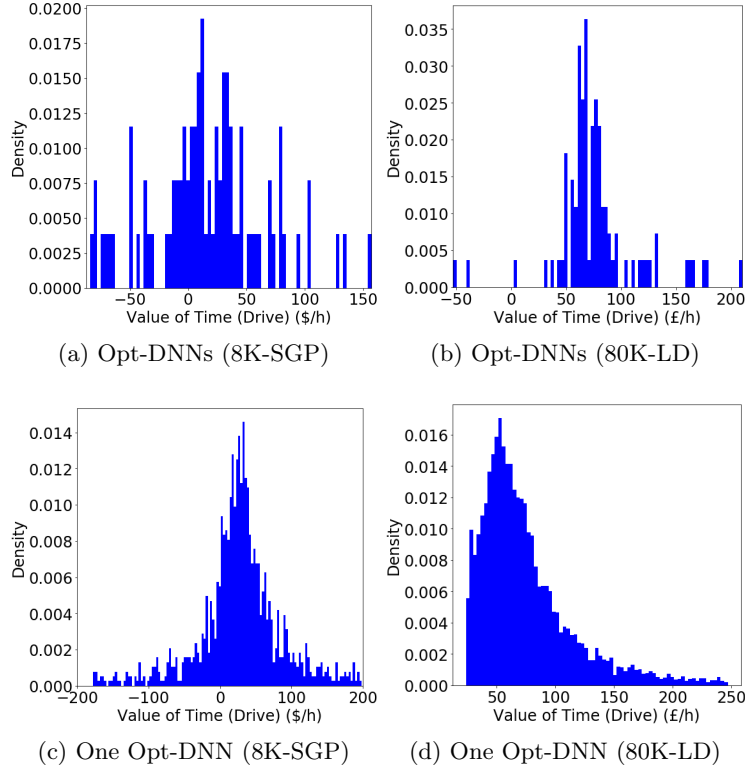 0.0200
0.0175
0.0150
0.0125
0.0100
0.0075
0.0050
0.0025
0.0000
Density
−50 0 50 100 150
Value of Time (Drive) ($/h)
(a) Opt-DNNs (8K-SGP)
0.035
0.030
0.025
0.020
0.015
0.010
0.005
0.000
Density
−50 0 50 100 150 200
Value of Time (Drive) (£/h)
(b) Opt-DNNs (80K-LD)
0.014
0.012
0.010
0.008
0.006
0.004
0.002
0.000
Density
−200 −100 0 100 200
Value of Time (Drive) ($/h)
(c) One Opt-DNN (8K-SGP)
0.016
0.014
0.012
0.010
0.008
0.006
0.004
0.002
0.000
Density
50 100 150 200 250
Value of Time (Drive) (£/h)
(d) One Opt-DNN (80K-LD)